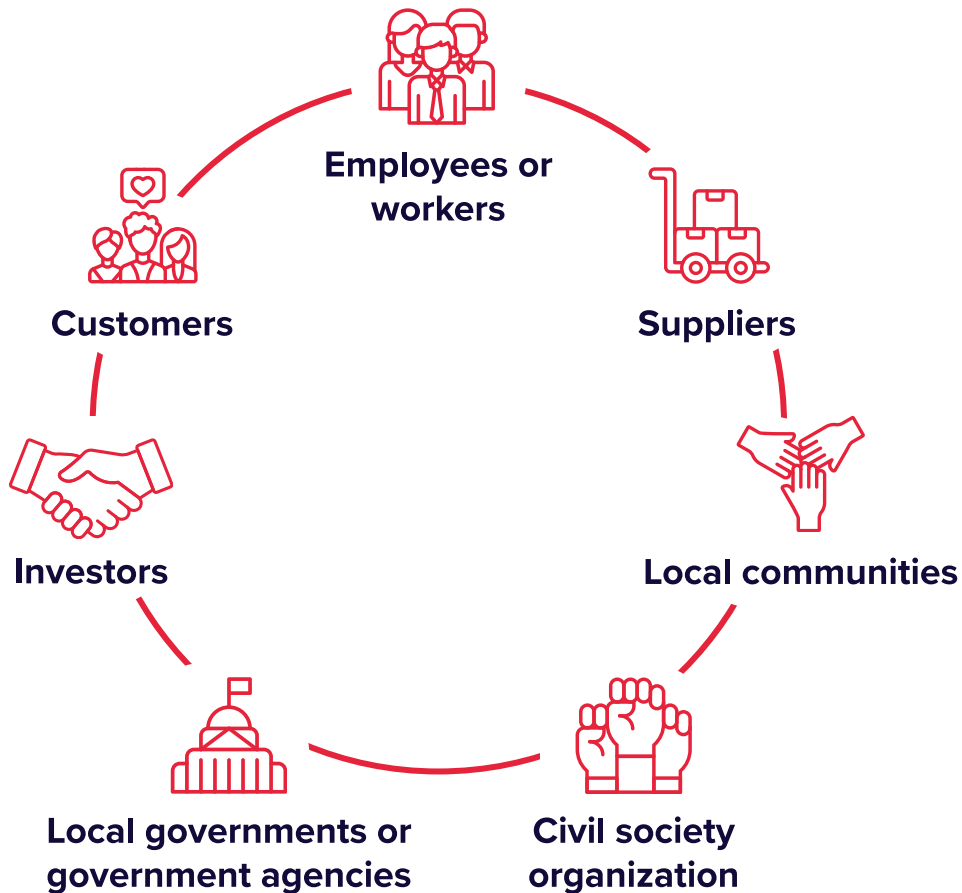 Employees or
workers
Customers
Suppliers
Investors
Local communities
Local governments or
government agencies
Civil society
organization